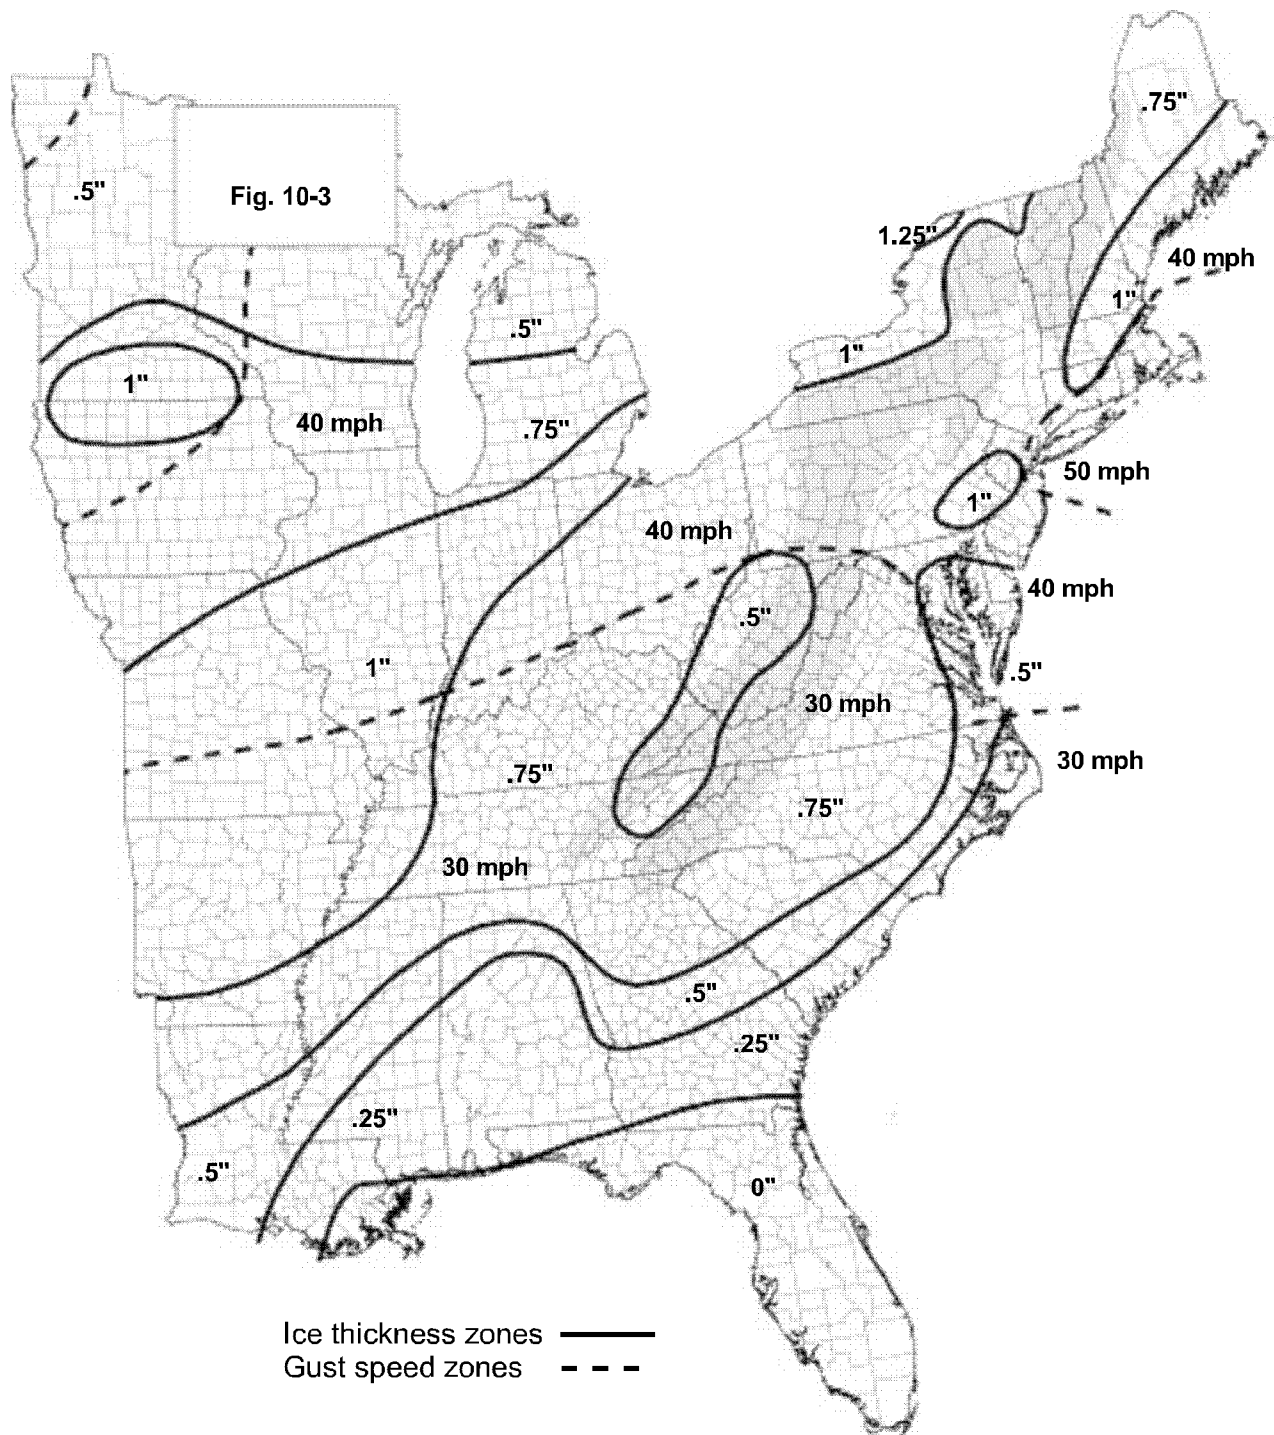 .75"
.5"
Fig. 10-3
1.25"
40 mph
1"
.5"
1"
1"
40 mph
.75"
50 mph
1"
40 mph
40 mph
.5"
1"
.5"
30 mph
30 mph
.75"
.75"
30 mph
.5"
.25"
.25"
.5"
0"
Ice thickness zones
Gust speed zones